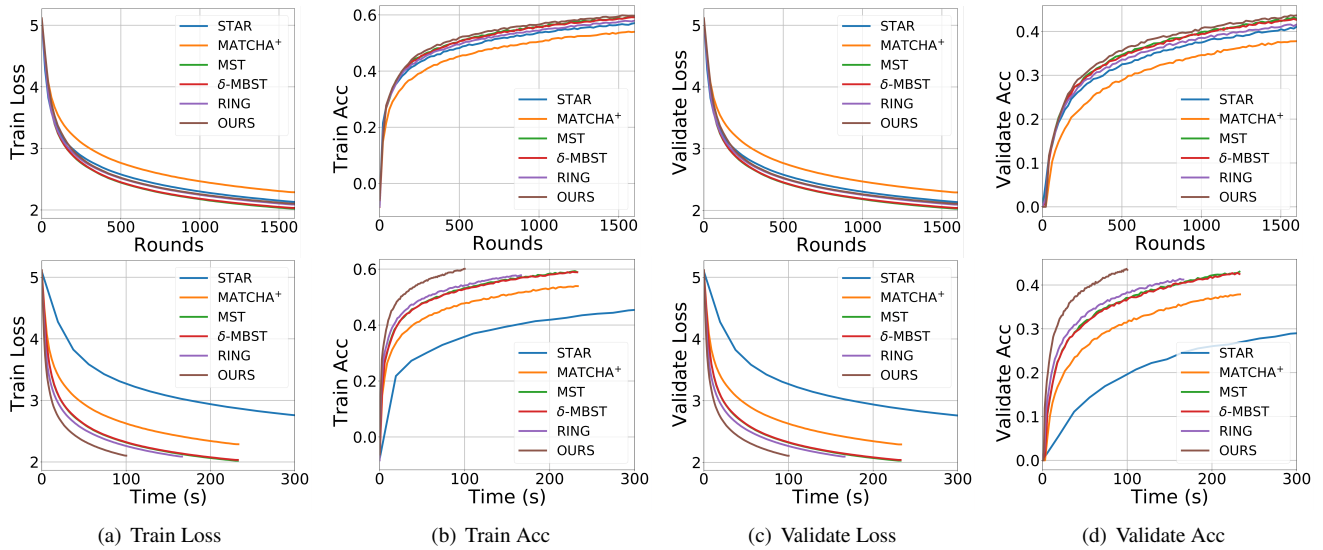 5
4
3
2
Train Loss
0
500
1000
1500
Rounds
STAR
MATCHA⁺
MST
δ-MBST
RING
OURS
0.6
0.4
0.2
0.0
Train Acc
0
500
1000
1500
Rounds
STAR
MATCHA⁺
MST
δ-MBST
RING
OURS
5
4
3
2
Validate Loss
0
500
1000
1500
Rounds
STAR
MATCHA⁺
MST
δ-MBST
RING
OURS
0.4
0.3
0.2
0.1
0.0
Validate Acc
0
500
1000
1500
Rounds
STAR
MATCHA⁺
MST
δ-MBST
RING
OURS
5
4
3
2
Train Loss
0
100
200
300
Time (s)
STAR
MATCHA⁺
MST
δ-MBST
RING
OURS
0.6
0.4
0.2
0.0
Train Acc
0
100
200
300
Time (s)
STAR
MATCHA⁺
MST
δ-MBST
RING
OURS
5
4
3
2
Validate Loss
0
100
200
300
Time (s)
STAR
MATCHA⁺
MST
δ-MBST
RING
OURS
0.4
0.3
0.2
0.1
0.0
Validate Acc
0
100
200
300
Time (s)
STAR
MATCHA⁺
MST
δ-MBST
RING
OURS
(a) Train Loss
(b) Train Acc
(c) Validate Loss
(d) Validate Acc